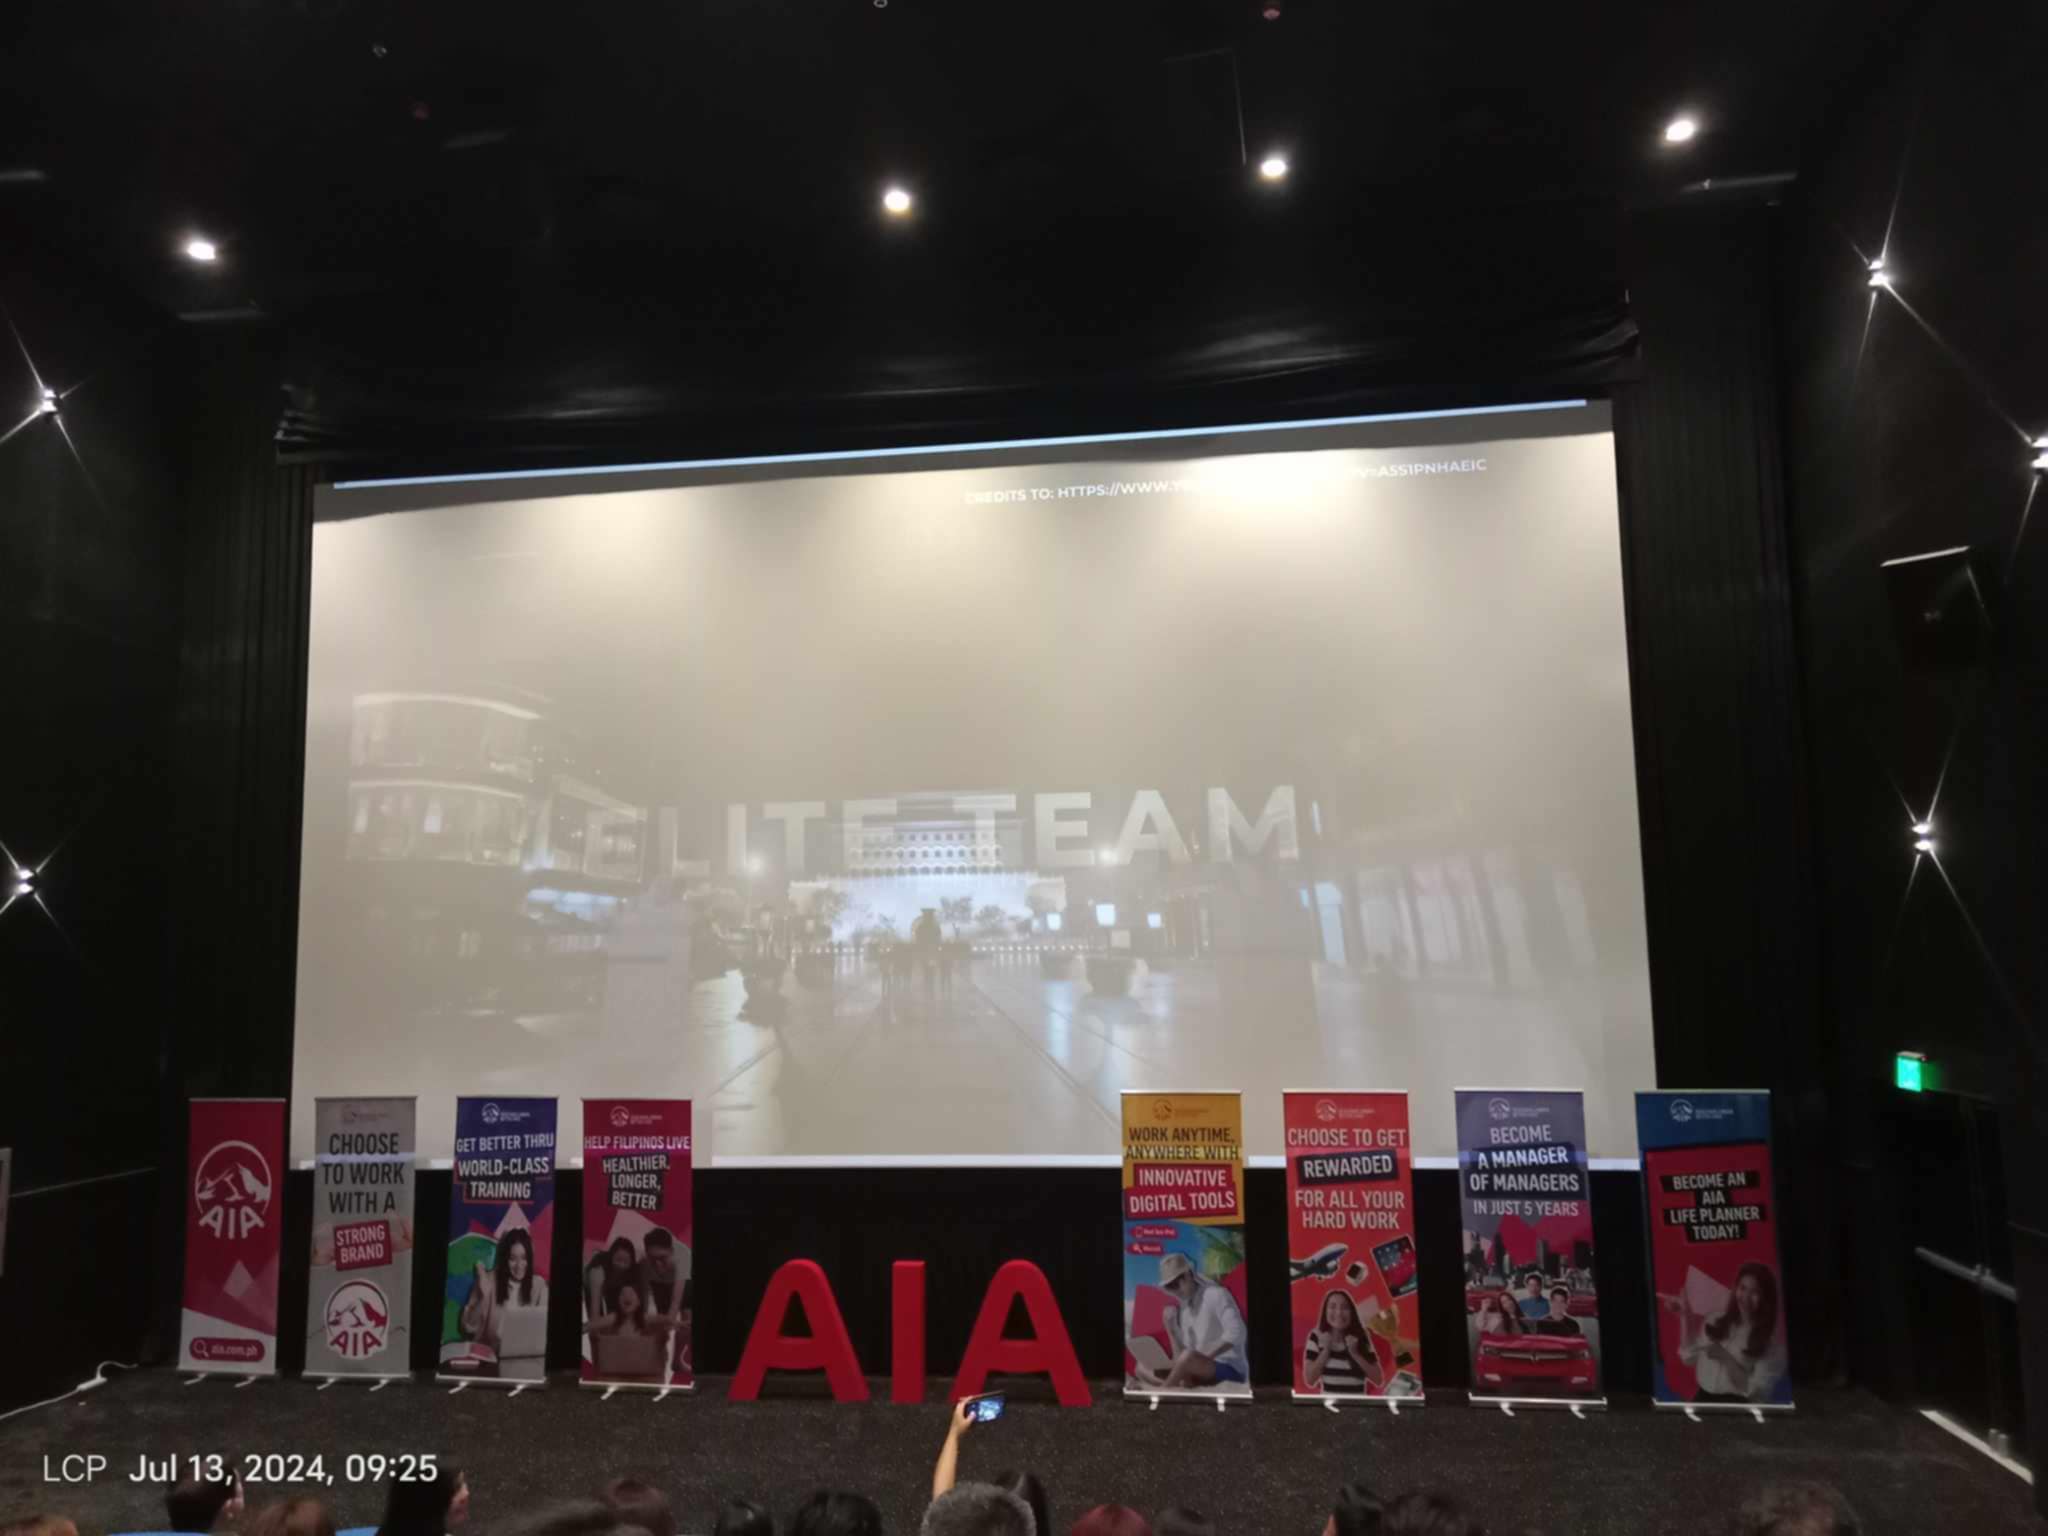 CREDITS TO: HTTPS://WWW.Y
V=ASS1PNHAEIC
ELITE TEAM
AIA
aia.com.ph
CHOOSE
TO WORK
WITH A
STRONG
BRAND
AIA
GET BETTER THRU
WORLD-CLASS
TRAINING
HELP FILIPINOS LIVE
HEALTHIER,
LONGER,
BETTER
AIA
WORK ANYTIME,
ANYWHERE WITH
INNOVATIVE
DIGITAL TOOLS
CHOOSE TO GET
REWARDED
FOR ALL YOUR
HARD WORK
BECOME
A MANAGER
OF MANAGERS
IN JUST 5 YEARS
BECOME AN
AIA
LIFE PLANNER
TODAY!
LCP Jul 13, 2024, 09:25